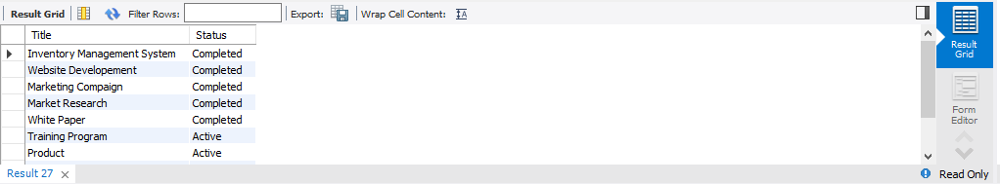 Result Grid Filter Rows: Export: Wrap Cell Content: IA
Title Status
Inventory Management System Completed
Website Developement Completed
Marketing Compaign Completed
Market Research Completed
White Paper Completed
Training Program Active
Product Active
Result Grid
Form Editor
Result 27 × Read Only